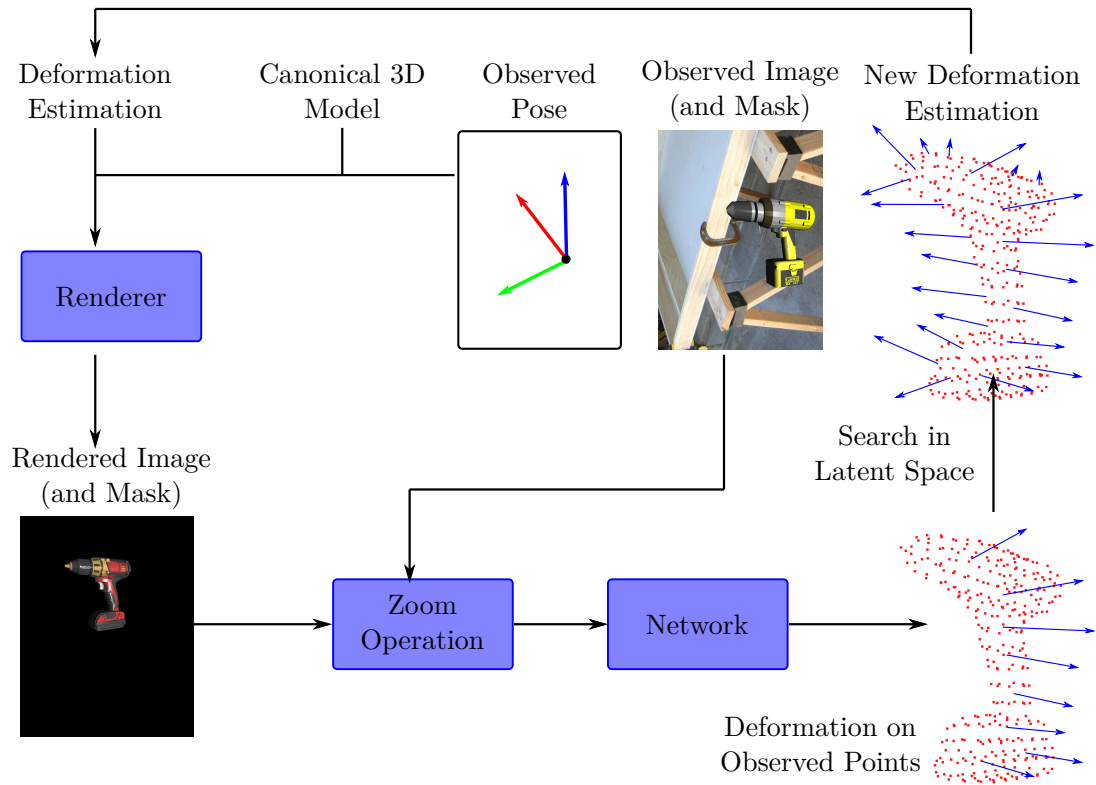 Deformation
Estimation
Canonical 3D
Model
Observed
Pose
Observed Image
(and Mask)
New Deformation
Estimation
Renderer
Rendered Image
(and Mask)
Search in
Latent Space
Zoom
Operation
Network
Deformation on
Observed Points